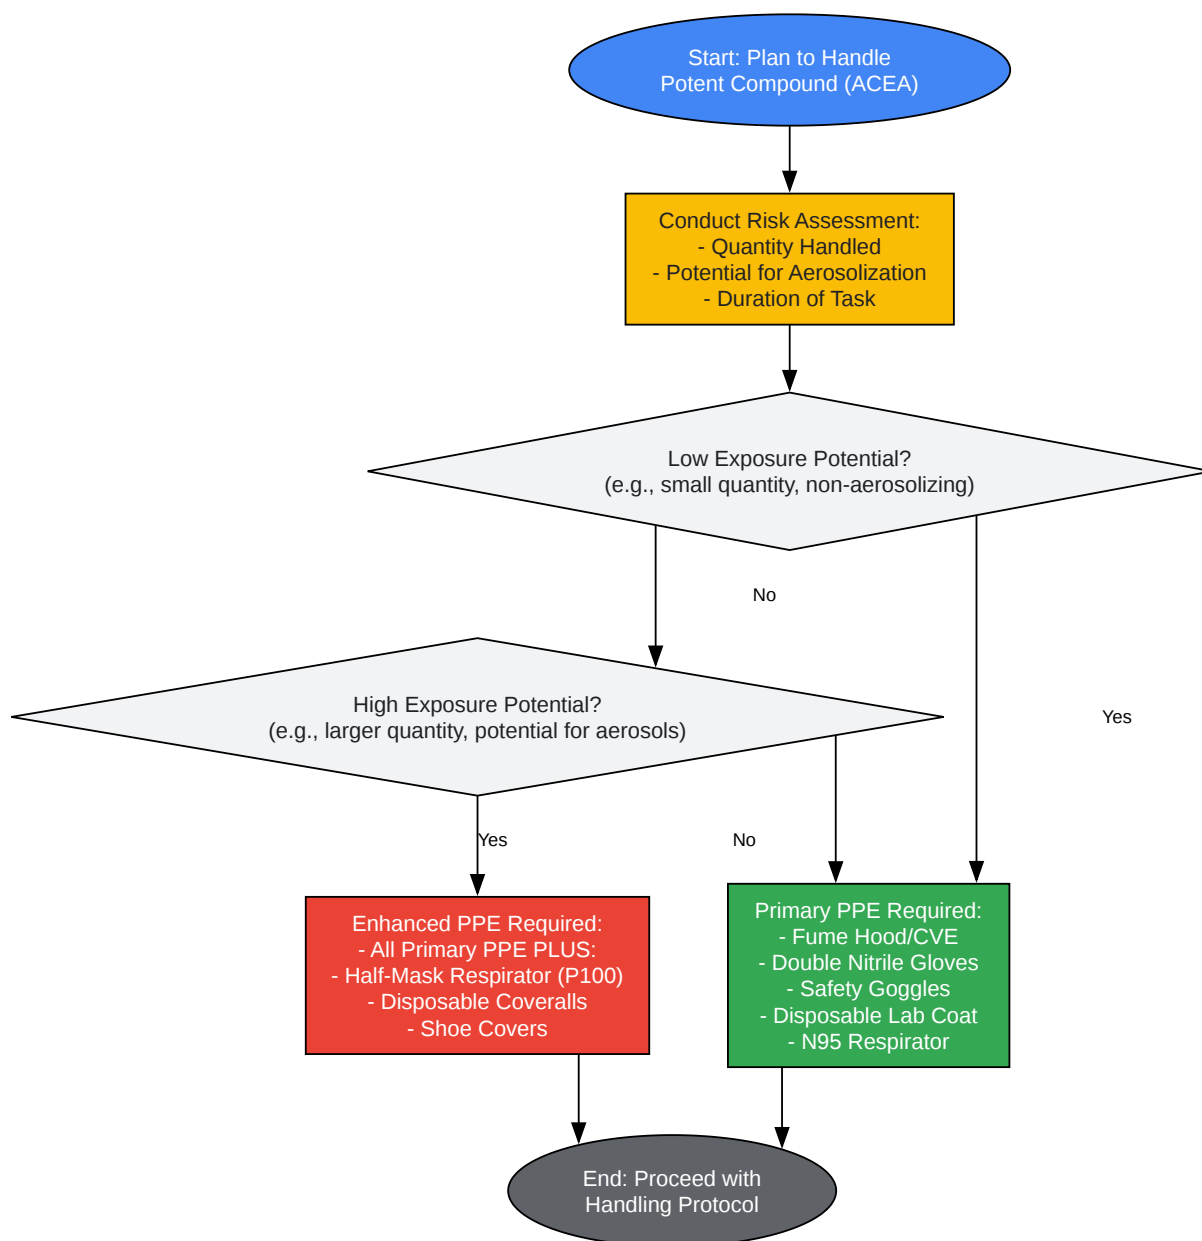 Start: Plan to Handle
Potent Compound (ACEA)
Conduct Risk Assessment:
- Quantity Handled
- Potential for Aerosolization
- Duration of Task
Low Exposure Potential?
(e.g., small quantity, non-aerosolizing)
No
High Exposure Potential?
(e.g., larger quantity, potential for aerosols)
Yes
Yes
No
Enhanced PPE Required:
- All Primary PPE PLUS:
- Half-Mask Respirator (P100)
- Disposable Coveralls
- Shoe Covers
Primary PPE Required:
- Fume Hood/CVE
- Double Nitrile Gloves
- Safety Goggles
- Disposable Lab Coat
- N95 Respirator
End: Proceed with
Handling Protocol